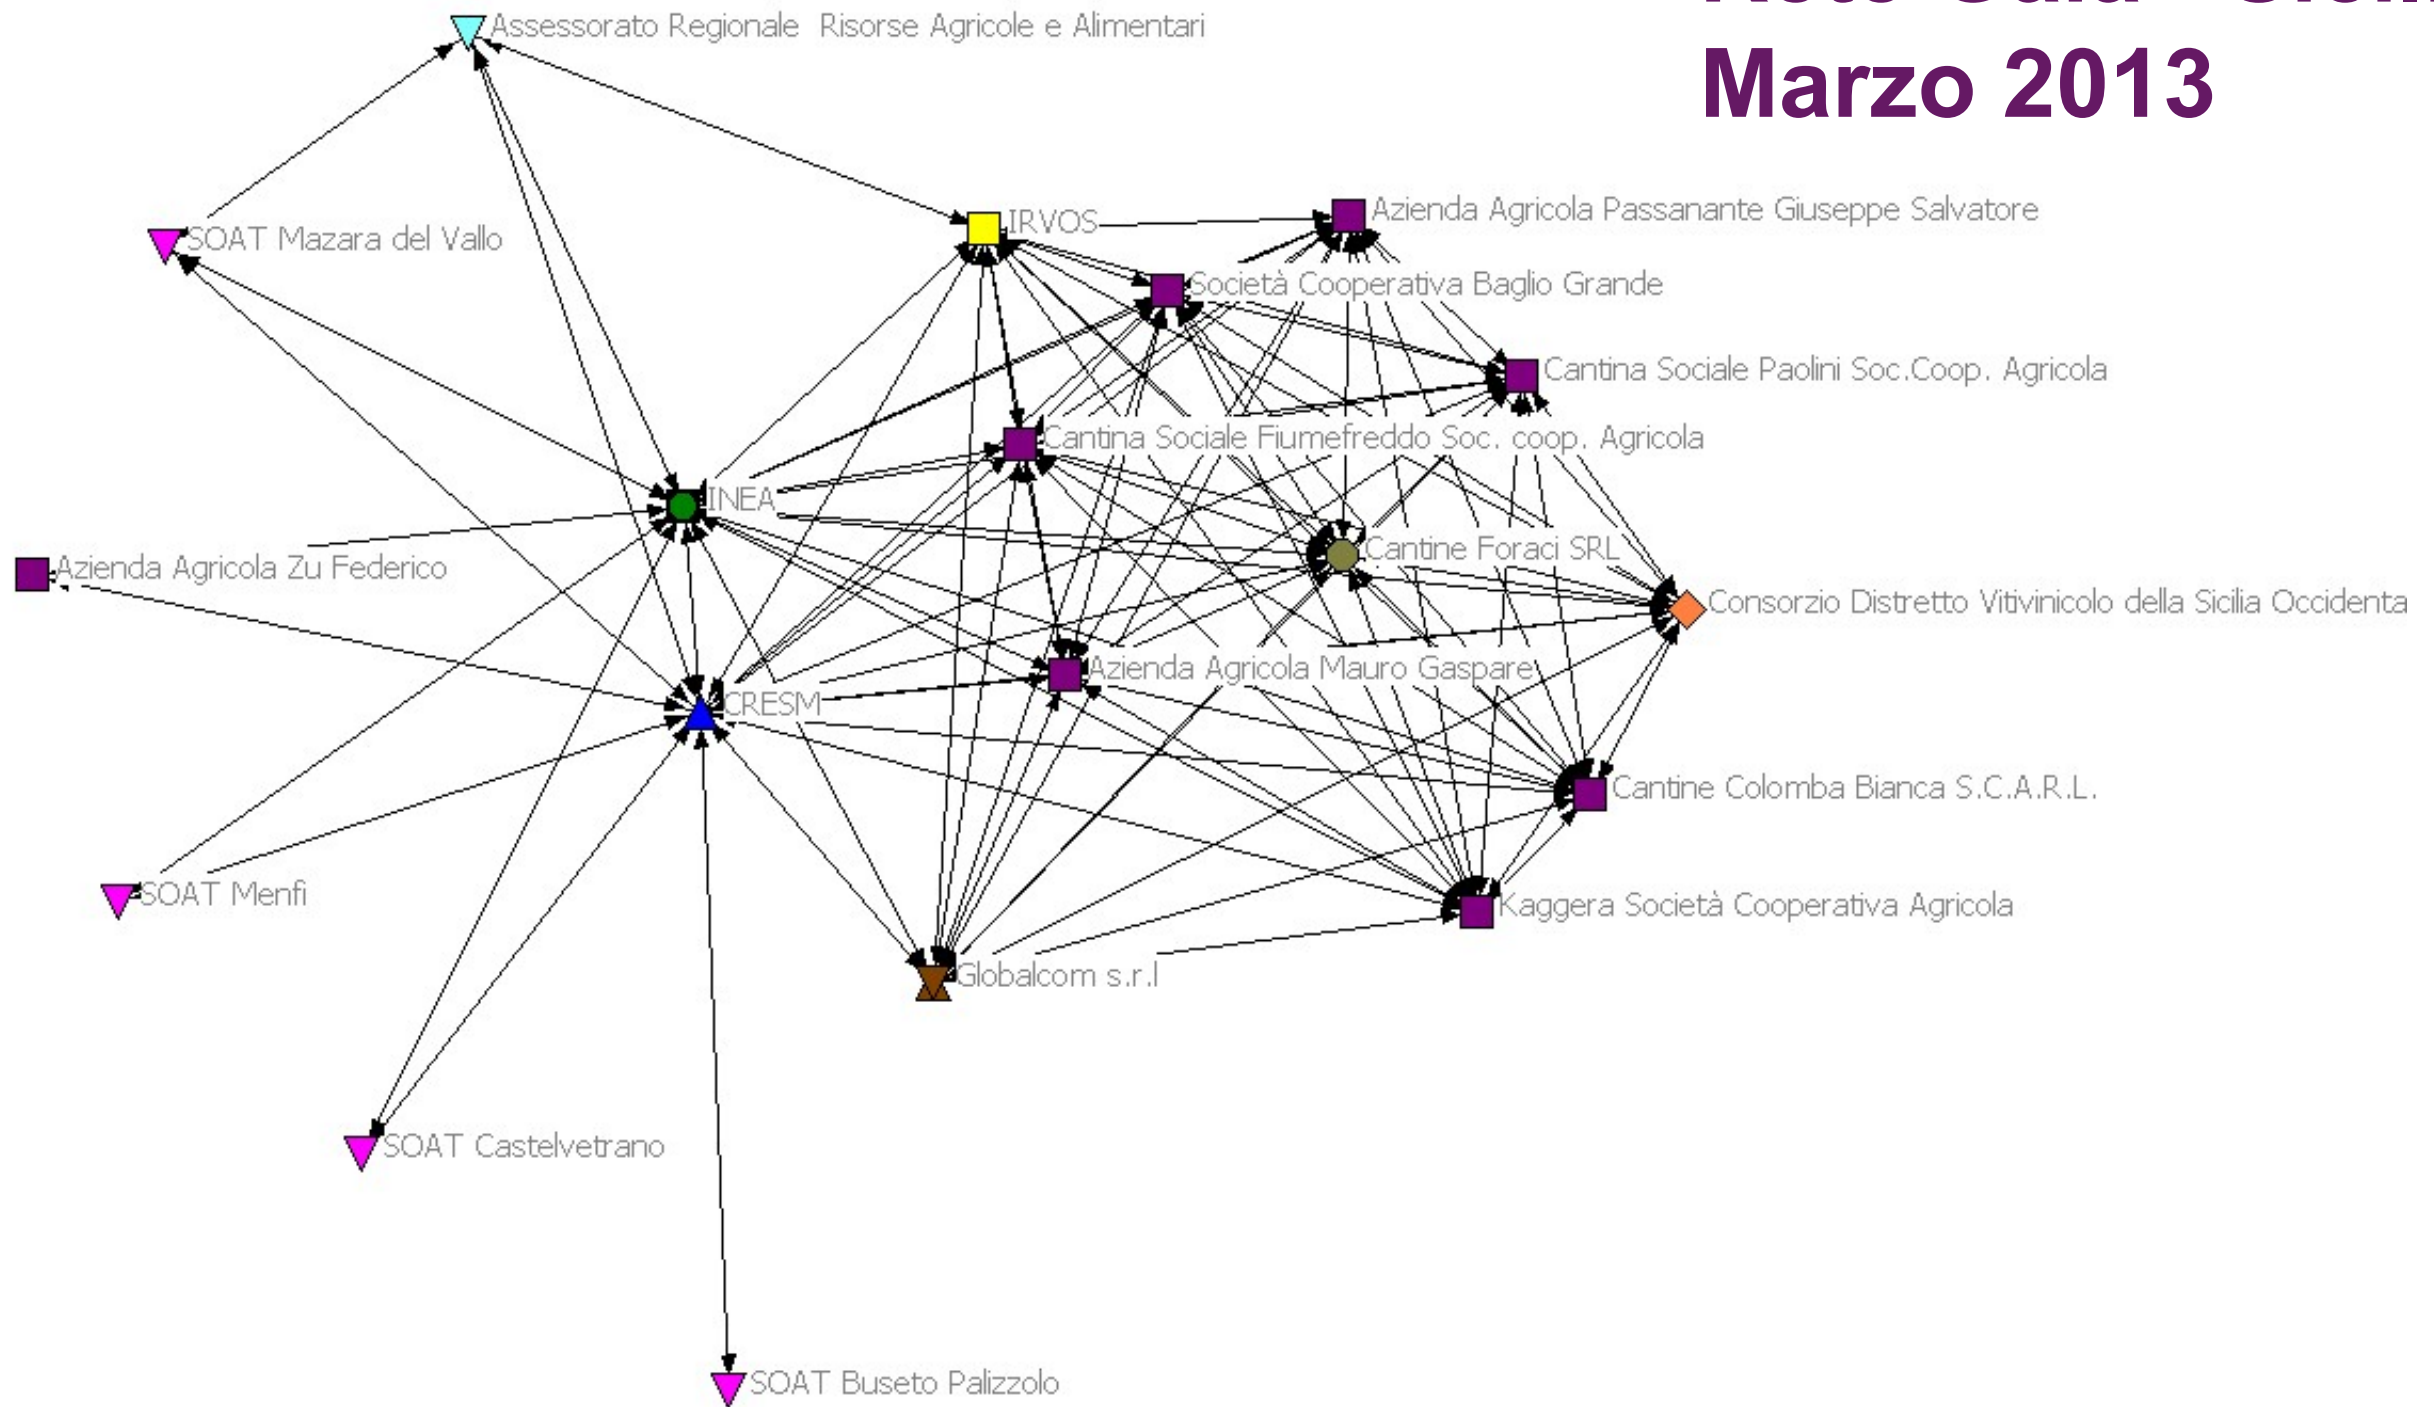 Marzo 2013
Assessorato Regionale Risorse Agricole e Alimentari
IRVOS
Azienda Agricola Passanante Giuseppe Salvatore
SOAT Mazara del Vallo
Società Cooperativa Baglio Grande
Cantina Sociale Paolini Soc.Coop. Agricola
Cantina Sociale Fiumefreddo Soc. coop. Agricola
INEA
Cantine Foraci SRL
Azienda Agricola Zu Federico
Consorzio Distretto Vitivinicolo della Sicilia Occidenta
Azienda Agricola Mauro Gaspare
CRESM
Cantine Colomba Bianca S.C.A.R.L.
SOAT Menfi
Kaggera Società Cooperativa Agricola
Globalcom s.r.l
SOAT Castelvetrano
SOAT Buseto Palizzolo